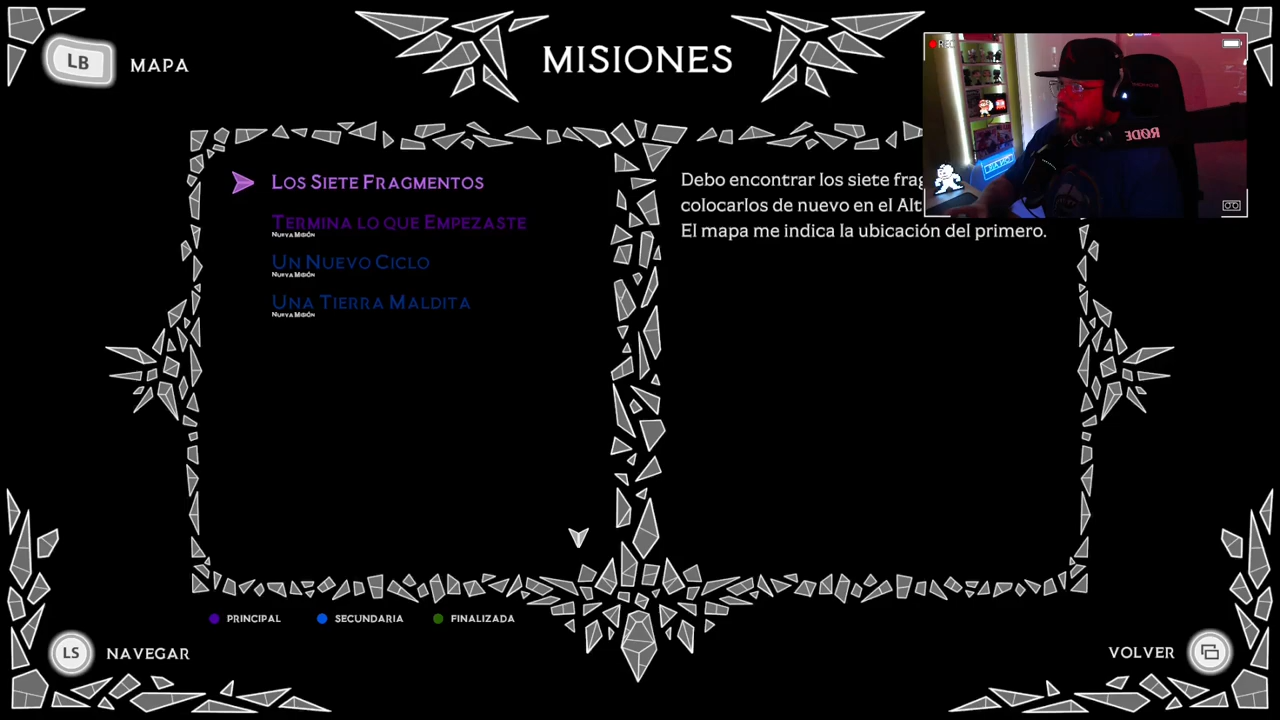 LB MAPA
MISIONES
REC
RØDE
LOS SIETE FRAGMENTOS
TERMINA LO QUE EMPEZASTE
NUEVA MISIÓN
UN NUEVO CICLO
NUEVA MISIÓN
UNA TIERRA MALDITA
NUEVA MISIÓN
Debo encontrar los siete
colocarlos de nuevo en el
El mapa me indica la ubicación del primero.
PRINCIPAL SECUNDARIA FINALIZADA
LS NAVEGAR
VOLVER